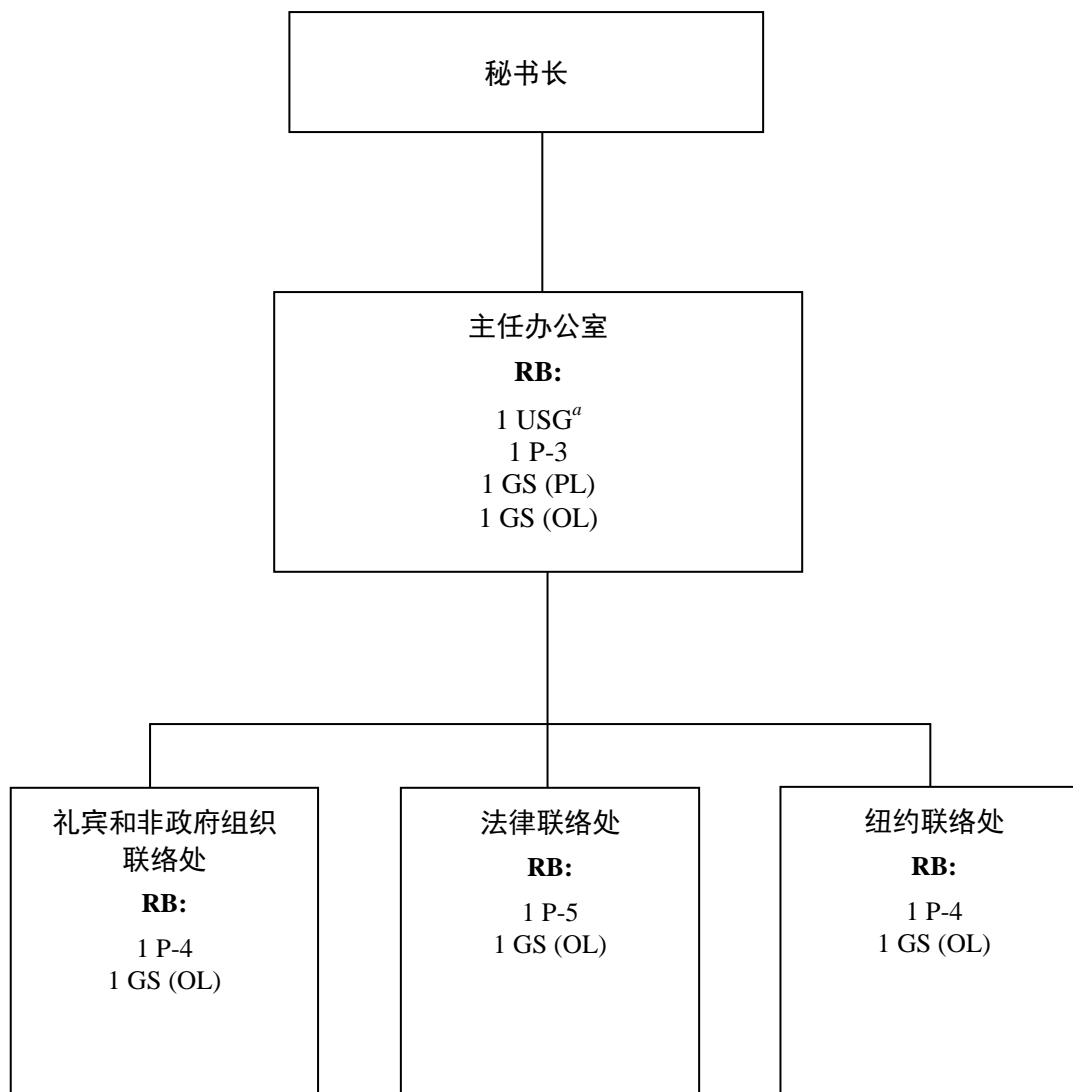 秘书长
主任办公室
RB:
1 USGᵃ
1 P-3
1 GS (PL)
1 GS (OL)
礼宾和非政府组织
联络处
RB:
1 P-4
1 GS (OL)
法律联络处
RB:
1 P-5
1 GS (OL)
纽约联络处
RB:
1 P-4
1 GS (OL)